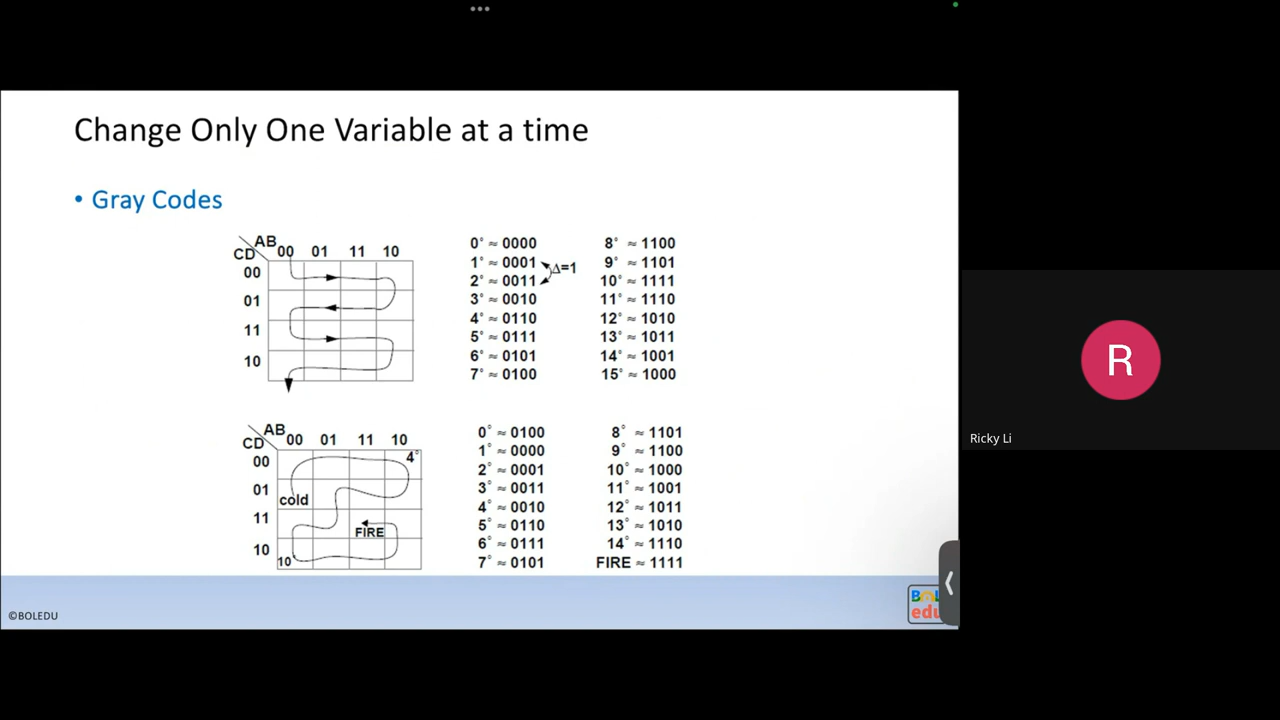 Change Only One Variable at a time
• Gray Codes
AB
CD
00 01 11 10
00
01
11
10
0° ≈ 0000
1° ≈ 0001
2° ≈ 0011
3° ≈ 0010
4° ≈ 0110
5° ≈ 0111
6° ≈ 0101
7° ≈ 0100
Δ=1
8° ≈ 1100
9° ≈ 1101
10° ≈ 1111
11° ≈ 1110
12° ≈ 1010
13° ≈ 1011
14° ≈ 1001
15° ≈ 1000
AB
CD
00 01 11 10
00
01
11
10
4°
cold
FIRE
10°
0° ≈ 0100
1° ≈ 0000
2° ≈ 0001
3° ≈ 0011
4° ≈ 0010
5° ≈ 0110
6° ≈ 0111
7° ≈ 0101
8° ≈ 1101
9° ≈ 1100
10° ≈ 1000
11° ≈ 1001
12° ≈ 1011
13° ≈ 1010
14° ≈ 1110
FIRE ≈ 1111
©BOLEDU
edu
R
Ricky Li